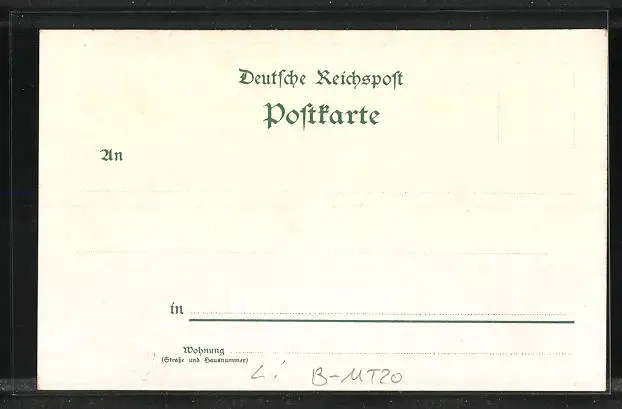 Deutsche Reichspost
Postkarte
An
in
Wohnung
(Straße und Hausnummer)
L. B-MT20